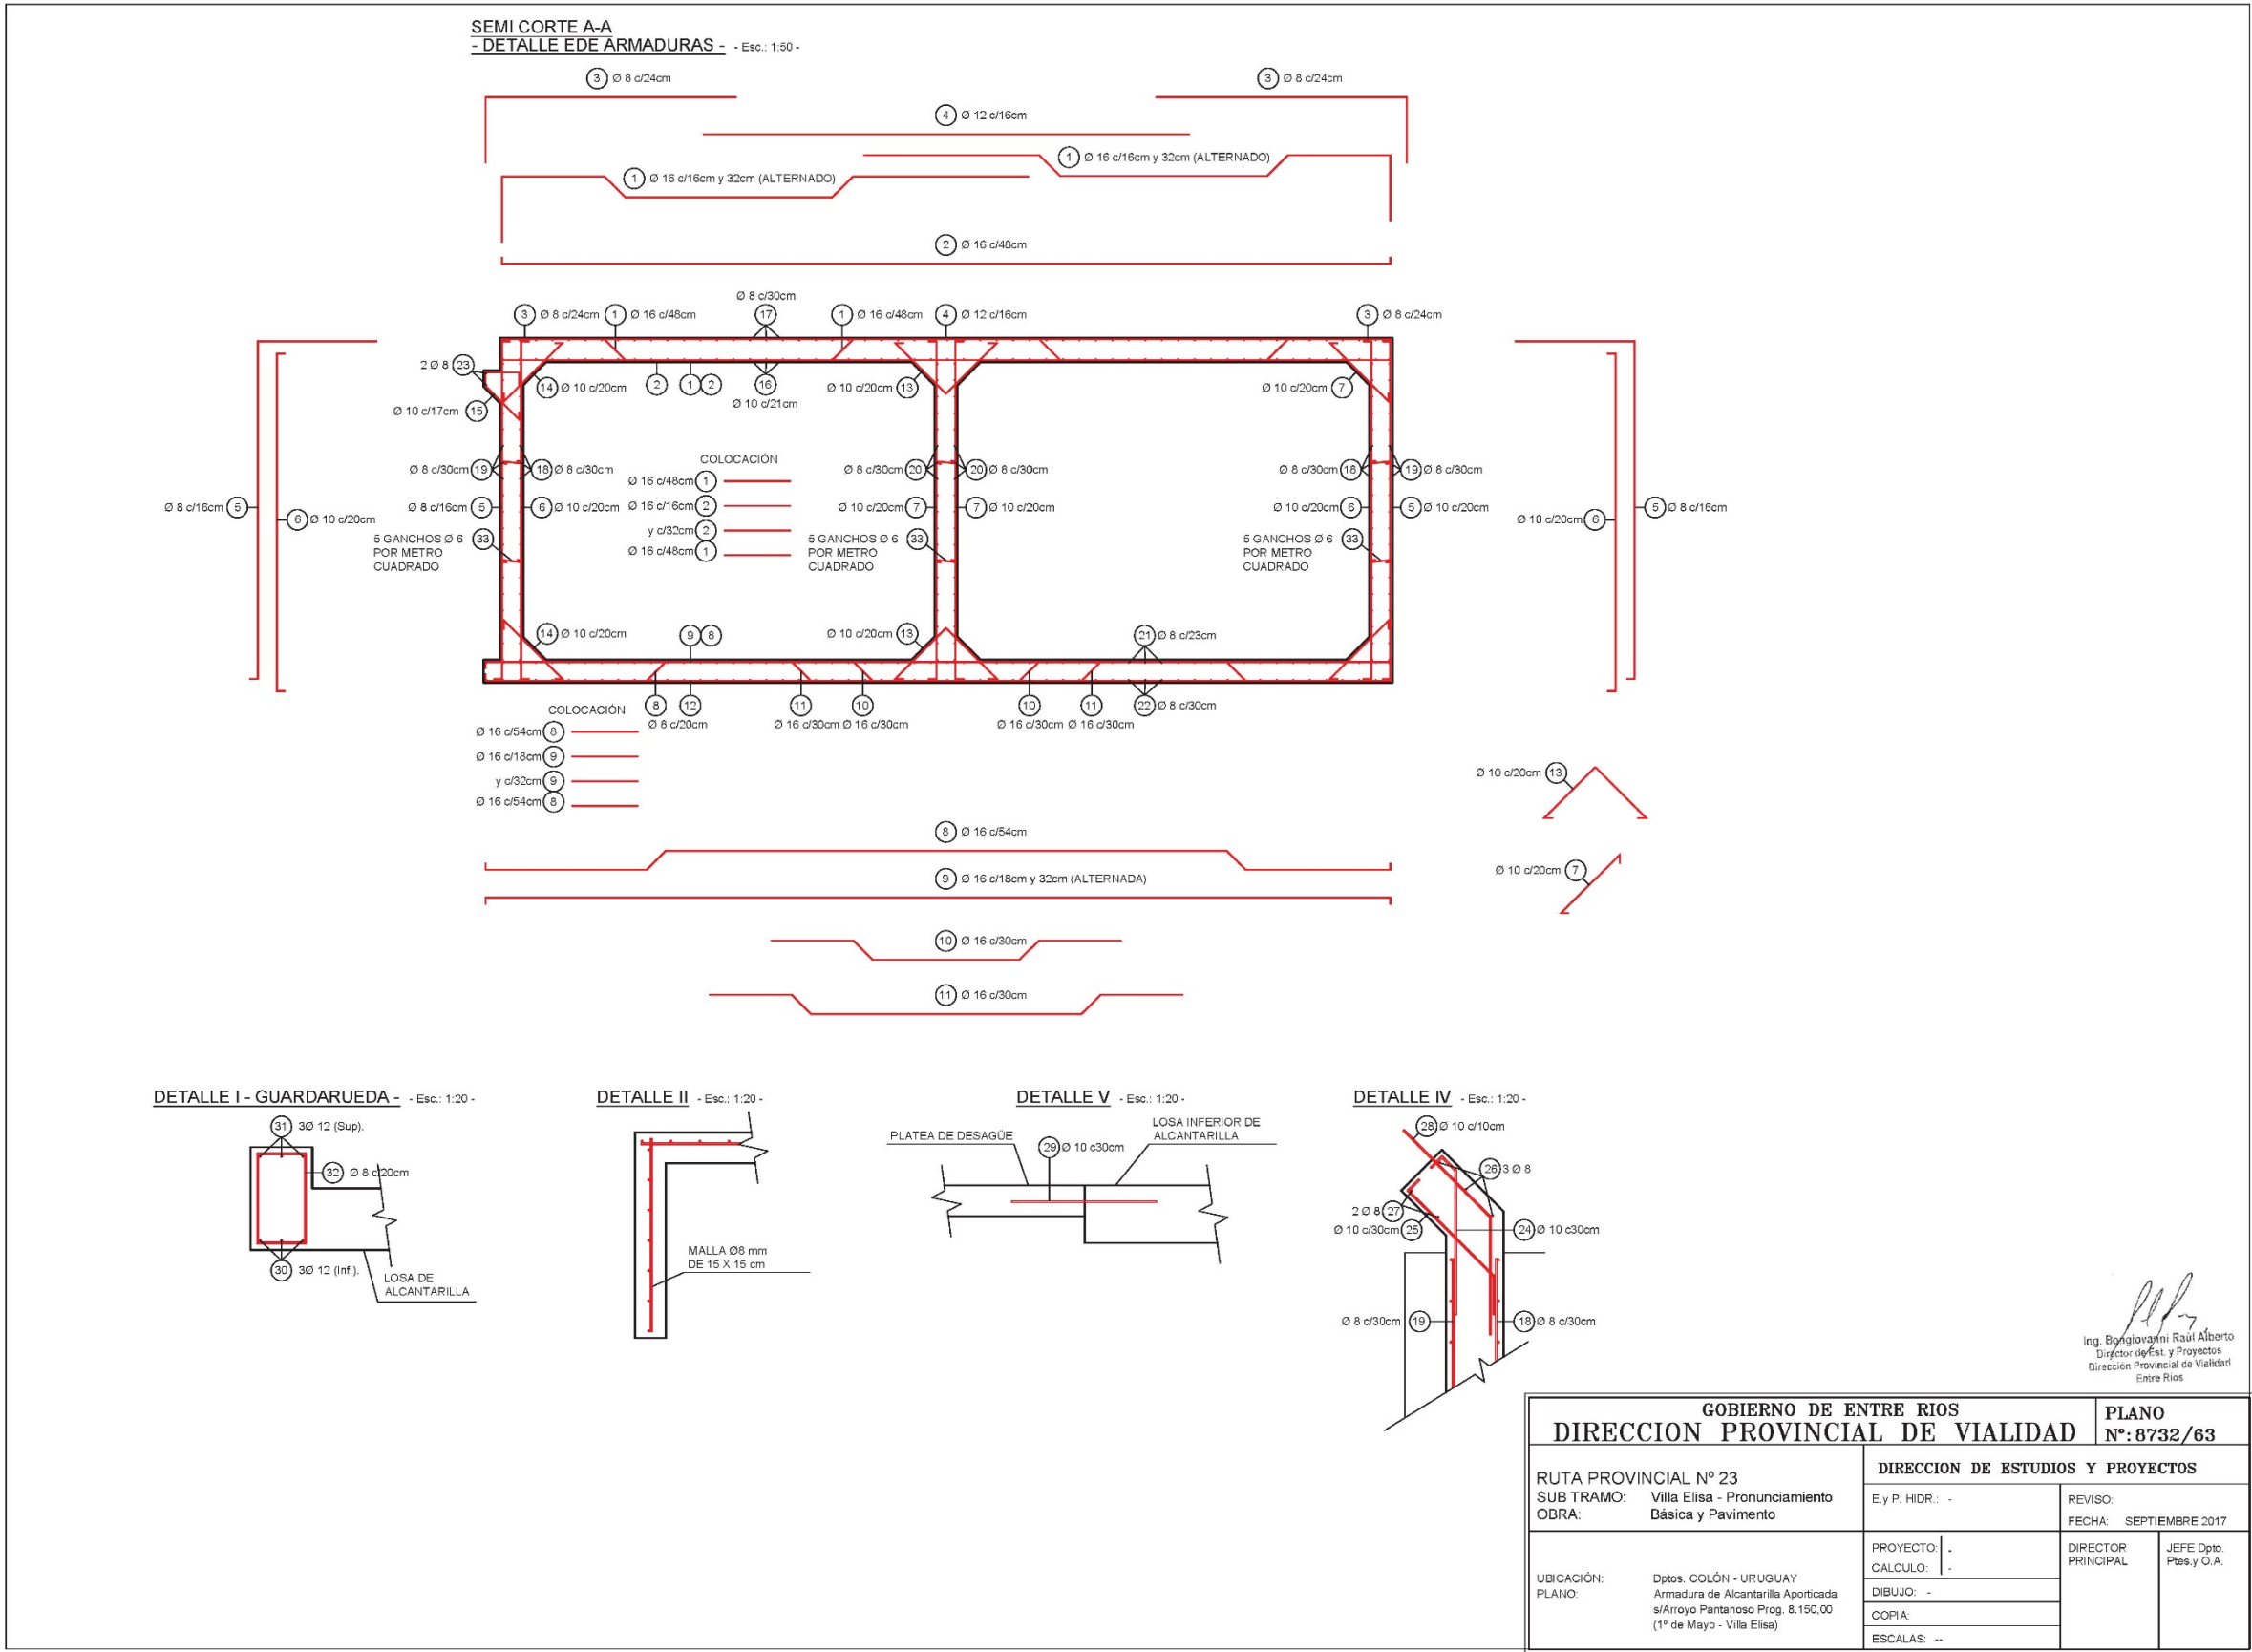 SEMI CORTE A-A
- DETALLE EDE ARMADURAS - - Esc.: 1:50 -
3 Ø 8 c/24cm
3 Ø 8 c/24cm
4 Ø 12 c/16cm
1 Ø 16 c/16cm y 32cm (ALTERNADO)
1 Ø 16 c/16cm y 32cm (ALTERNADO)
2 Ø 16 c/48cm
Ø 8 c/30cm
3 Ø 8 c/24cm 1 Ø 16 c/48cm 17 1 Ø 16 c/48cm 4 Ø 12 c/16cm 3 Ø 8 c/24cm
2 Ø 8 23
14 Ø 10 c/20cm 2 1 2 16 Ø 10 c/20cm 13 Ø 10 c/20cm 7
Ø 10 c/21cm
Ø 10 c/17cm 15
COLOCACIÓN
Ø 8 c/30cm 19 18 Ø 8 c/30cm Ø 8 c/30cm 20 20 Ø 8 c/30cm Ø 8 c/30cm 18 19 Ø 8 c/30cm
Ø 16 c/48cm 1
Ø 8 c/16cm 5
6 Ø 10 c/20cm
Ø 8 c/16cm 5 6 Ø 10 c/20cm Ø 16 c/16cm 2 Ø 10 c/20cm 7 7 Ø 10 c/20cm Ø 10 c/20cm 6 5 Ø 10 c/20cm
Ø 10 c/20cm 6
5 Ø 8 c/16cm
y c/32cm 2
Ø 16 c/48cm 1
5 GANCHOS Ø 6 33
POR METRO
CUADRADO
5 GANCHOS Ø 6 33
POR METRO
CUADRADO
5 GANCHOS Ø 6 33
POR METRO
CUADRADO
14 Ø 10 c/20cm 9 8 Ø 10 c/20cm 13 21 Ø 8 c/23cm
8 12 11 10 10 11 22 Ø 8 c/30cm
Ø 8 c/20cm Ø 16 c/30cm Ø 16 c/30cm Ø 16 c/30cm Ø 16 c/30cm
COLOCACIÓN
Ø 16 c/54cm 8
Ø 16 c/18cm 9
y c/32cm 9
Ø 16 c/54cm 8
Ø 10 c/20cm 13
Ø 10 c/20cm 7
8 Ø 16 c/54cm
9 Ø 16 c/18cm y 32cm (ALTERNADA)
10 Ø 16 c/30cm
11 Ø 16 c/30cm
DETALLE I - GUARDARUEDA - - Esc.: 1:20 -
31 3Ø 12 (Sup).
32 Ø 8 c/20cm
30 3Ø 12 (Inf.).
LOSA DE
ALCANTARILLA
DETALLE II - Esc.: 1:20 -
MALLA Ø8 mm
DE 15 X 15 cm
DETALLE V - Esc.: 1:20 -
PLATEA DE DESAGÜE
29 Ø 10 c30cm
LOSA INFERIOR DE
ALCANTARILLA
DETALLE IV - Esc.: 1:20 -
28 Ø 10 c/10cm
26 3 Ø 8
2 Ø 8 27
Ø 10 c/30cm 25
24 Ø 10 c30cm
Ø 8 c/30cm 19
18 Ø 8 c/30cm
Ing. Bongiovanni Raúl Alberto
Director de Est. y Proyectos
Dirección Provincial de Vialidad
Entre Rios
GOBIERNO DE ENTRE RIOS
DIRECCION PROVINCIAL DE VIALIDAD
PLANO
Nº: 8732/63
RUTA PROVINCIAL Nº 23
SUB TRAMO: Villa Elisa - Pronunciamiento
OBRA: Básica y Pavimento
DIRECCION DE ESTUDIOS Y PROYECTOS
E.y P. HIDR.: -
REVISO:
FECHA: SEPTIEMBRE 2017
UBICACIÓN: Dptos. COLÓN - URUGUAY
PLANO: Armadura de Alcantarilla Aporticada
s/Arroyo Pantanoso Prog. 8.150,00
(1º de Mayo - Villa Elisa)
PROYECTO: -
CALCULO: -
DIBUJO: -
COPIA:
ESCALAS: --
DIRECTOR
PRINCIPAL
JEFE Dpto.
Ptes.y O.A.